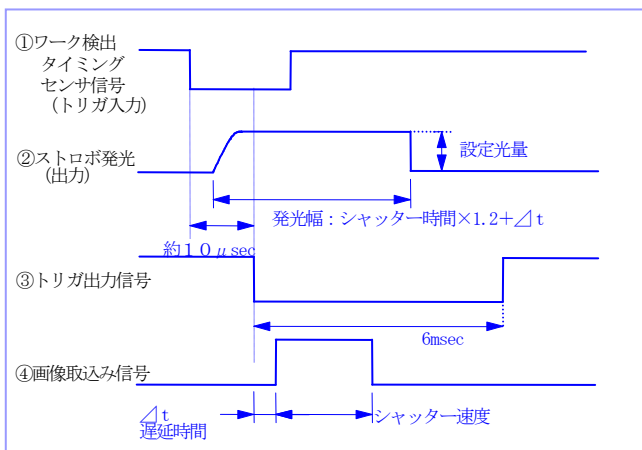 ①ワーク検出
タイミング
センサ信号
(トリガ入力)
②ストロボ発光
(出力)
設定光量
発光幅：シャッター時間×1.2＋⊿ｔ
約１０μsec
③トリガ出力信号
6msec
④画像取込み信号
⊿ｔ
遅延時間
シャッター速度